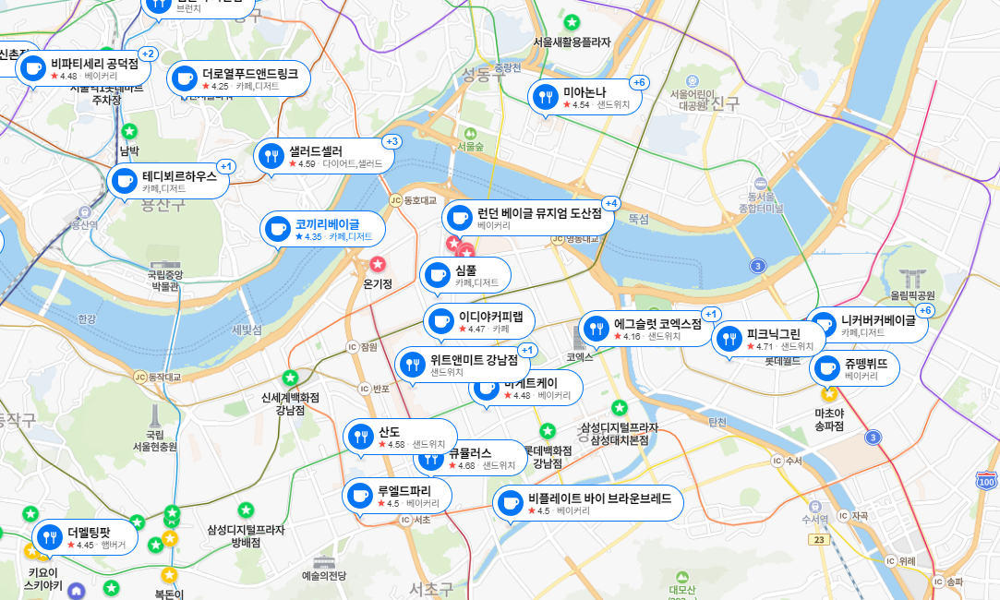 브런치
성동구
중랑천
서울새활용플라자
신촌점
비파티세리 공덕점
+2
★ 4.48 · 베이커리
주차장
더로열푸드앤드링크
★ 4.25 · 카페,디저트
미아논나
+6
★ 4.54 · 샌드위치
서울어린이
대공원
남박
서울숲
샐러드셀러
+3
★ 4.59 · 다이어트,샐러드
테디뵈르하우스
+1
카페,디저트
용산구
용산역
JC 동호대교
런던 베이글 뮤지엄 도산점
+4
베이커리
뚝섬
동서울
종합터미널
코끼리베이글
★ 4.35 · 카페,디저트
JC 영동대교
3
국립중앙
박물관
온기정
심풀
카페,디저트
올림픽공원
한강
세빛섬
이디야커피랩
★ 4.47 · 카페
에그슬럿 코엑스점
+1
★ 4.16 · 샌드위치
피크닉그린
★ 4.71 · 샌드위치
니커버커베이글
+6
카페,디저트
코엑스
롯데월드
IC 잠원
위트앤미트 강남점
+1
샌드위치
쥬뗑뷔뜨
베이커리
JC 동작대교
IC 반포
바게트케이
★ 4.48 · 베이커리
신세계백화점
강남점
마초야
송파점
동작구
국립
서울현충원
산도
★ 4.58 · 샌드위치
삼성디지털프라자
삼성대치본점
탄천
3
큐뮬러스
★ 4.68 · 샌드위치
롯데백화점
강남점
IC 수서
100
루엘드파리
★ 4.5 · 베이커리
비플레이트 바이 브라운브레드
★ 4.5 · 베이커리
수서역
IC 자곡
IC 서초
23
더멜팅팟
★ 4.45 · 햄버거
삼성디지털프라자
방배점
IC 위례
키요이
스키야키
예술의전당
서초구
복돈이
대모산
IC 송파